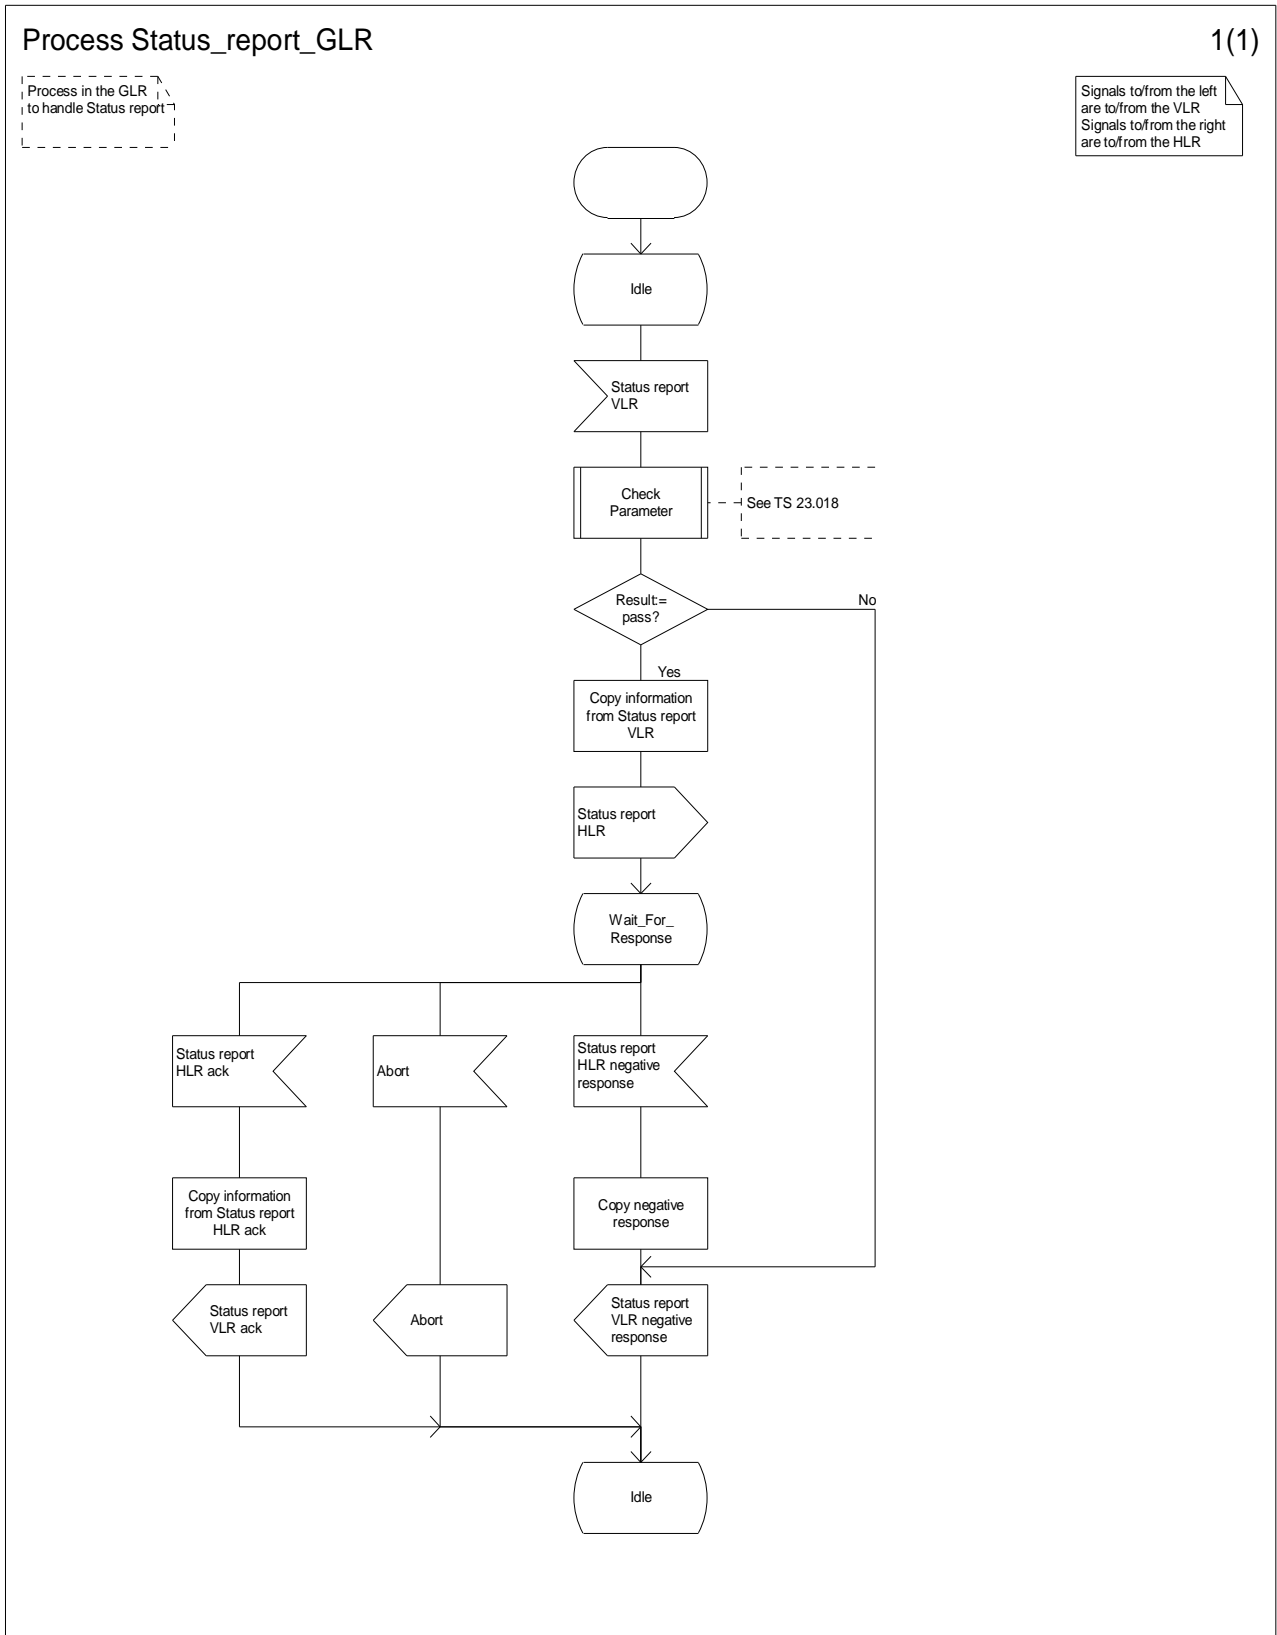 Process Status_report_GLR
1(1)
Process in the GLR
to handle Status report
Signals to/from the left
are to/from the VLR
Signals to/from the right
are to/from the HLR
Idle
Status report
VLR
Check
Parameter
See TS 23.018
Result:=
pass?
No
Yes
Copy information
from Status report
VLR
Status report
HLR
Wait_For_
Response
Status report
HLR ack
Abort
Status report
HLR negative
response
Copy information
from Status report
HLR ack
Copy negative
response
Status report
VLR ack
Abort
Status report
VLR negative
response
Idle